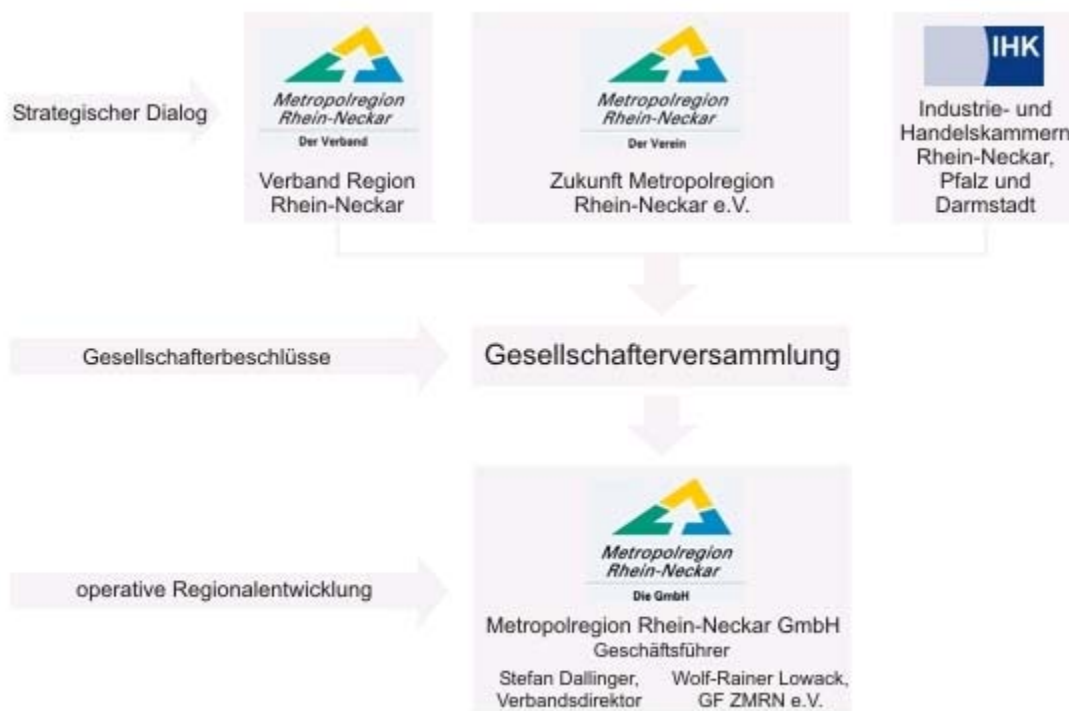 Strategischer Dialog
Metropolregion
Rhein-Neckar
Der Verband
Verband Region
Rhein-Neckar
Metropolregion
Rhein-Neckar
Der Verein
Zukunft Metropolregion
Rhein-Neckar e.V.
IHK
Industrie- und
Handelskammern
Rhein-Neckar,
Pfalz und
Darmstadt
Gesellschafterbeschlüsse
Gesellschafterversammlung
operative Regionalentwicklung
Metropolregion
Rhein-Neckar
Die GmbH
Metropolregion Rhein-Neckar GmbH
Geschäftsführer
Stefan Dallinger,
Verbandsdirektor
Wolf-Rainer Lowack,
GF ZMRN e.V.